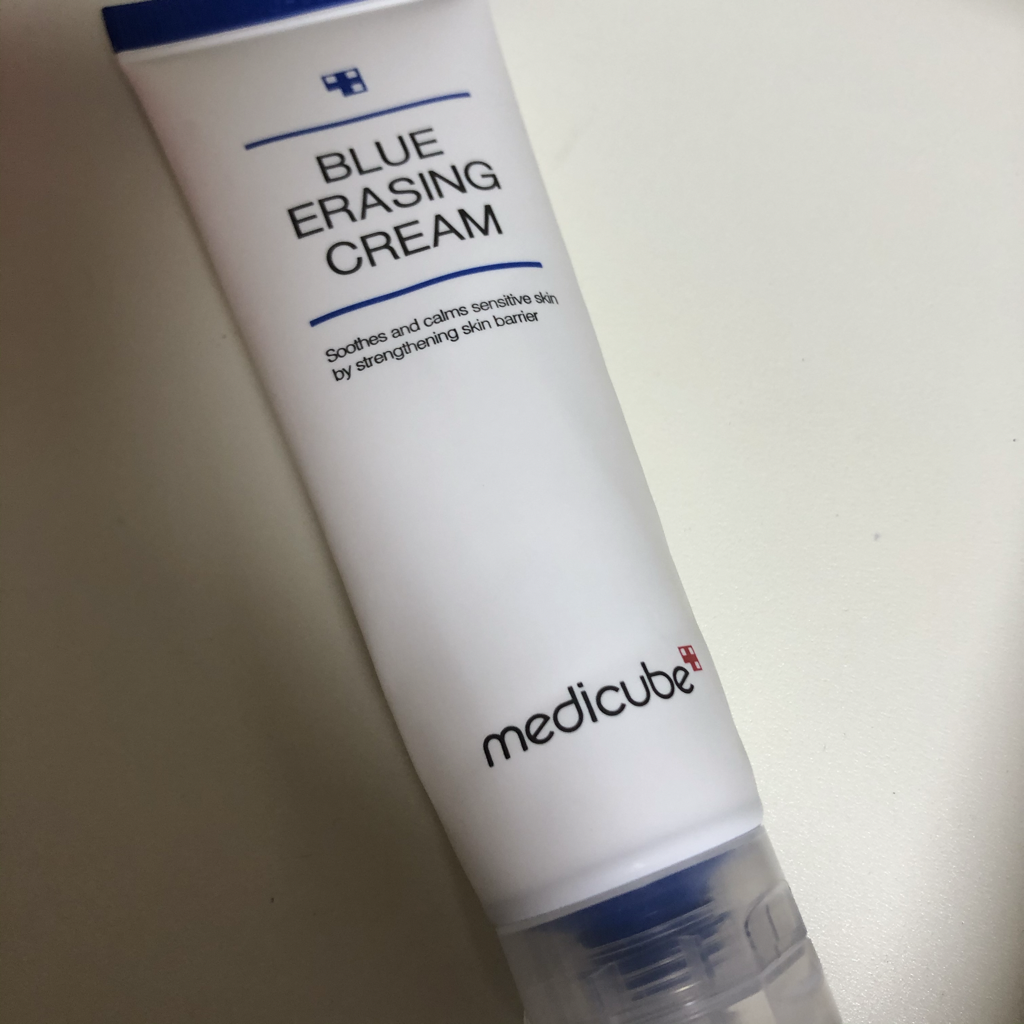 BLUE
ERASING
CREAM
Soothes and calms sensitive skin
by strengthening skin barrier
medicube